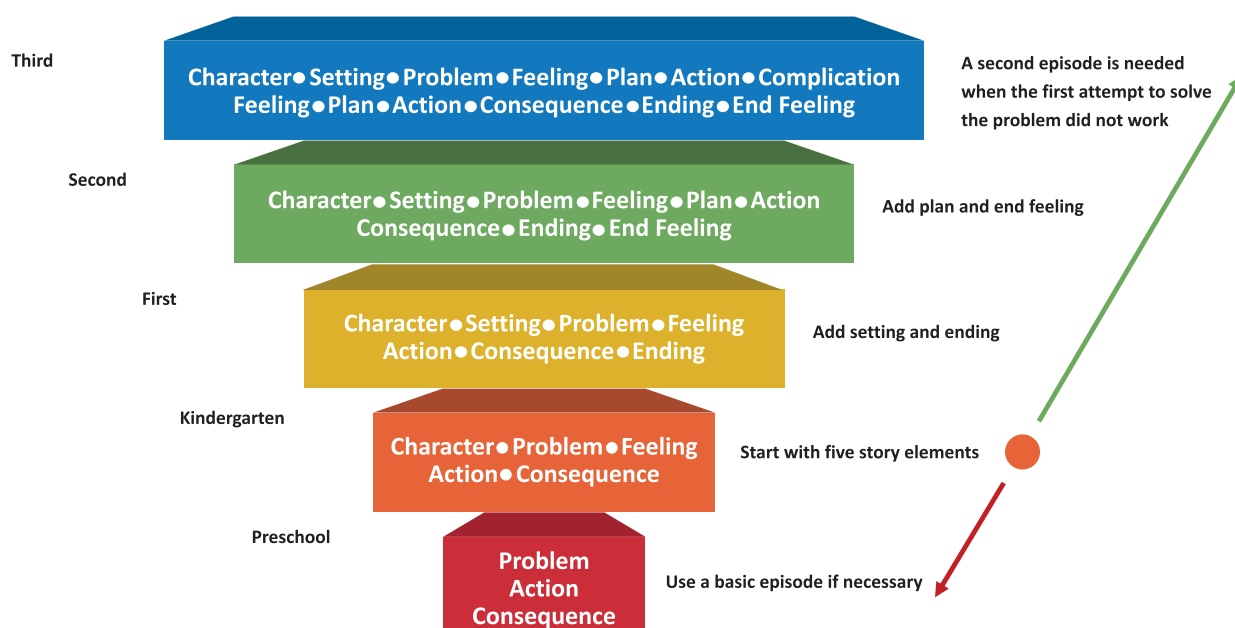 Third
Character•Setting•Problem•Feeling•Plan•Action•Complication
Feeling•Plan•Action•Consequence•Ending•End Feeling
A second episode is needed
when the first attempt to solve
the problem did not work
Second
Character•Setting•Problem•Feeling•Plan•Action
Consequence•Ending•End Feeling
Add plan and end feeling
First
Character•Setting•Problem•Feeling
Action•Consequence•Ending
Add setting and ending
Kindergarten
Character•Problem•Feeling
Action•Consequence
Start with five story elements
Preschool
Problem
Action
Consequence
Use a basic episode if necessary